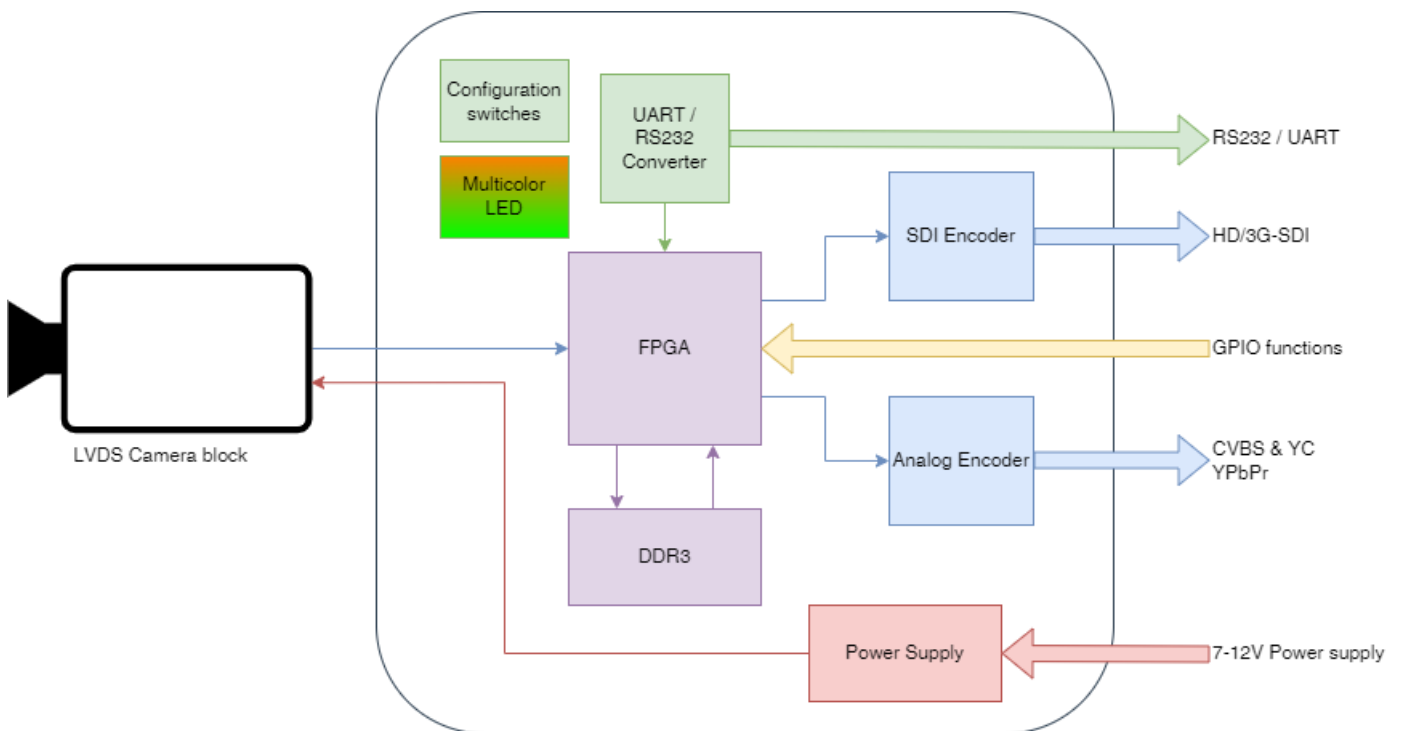 Configuration
switches
UART /
RS232
Converter
RS232 / UART
Multicolor
LED
SDI Encoder
HD/3G-SDI
FPGA
GPIO functions
LVDS Camera block
Analog Encoder
CVBS & YC
YPbPr
DDR3
Power Supply
7-12V Power supply